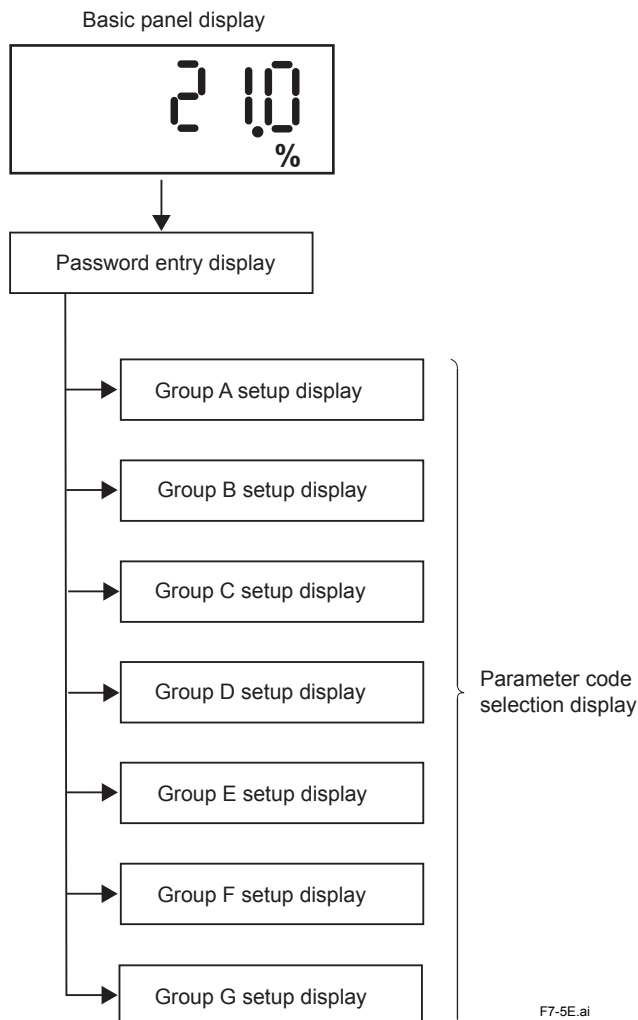 Basic panel display
21.0
%
Password entry display
Group A setup display
Group B setup display
Group C setup display
Group D setup display
Group E setup display
Group F setup display
Group G setup display
Parameter code
selection display
F7-5E.ai